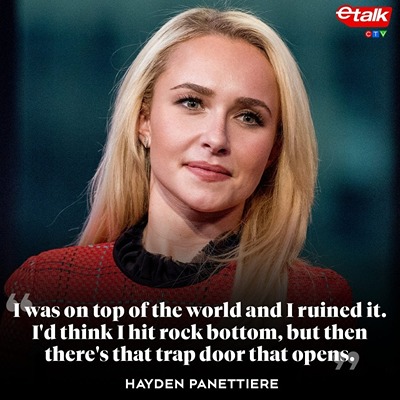 etalk
CTV
“I was on top of the world and I ruined it.
I'd think I hit rock bottom, but then
there's that trap door that opens.”
HAYDEN PANETTIERE